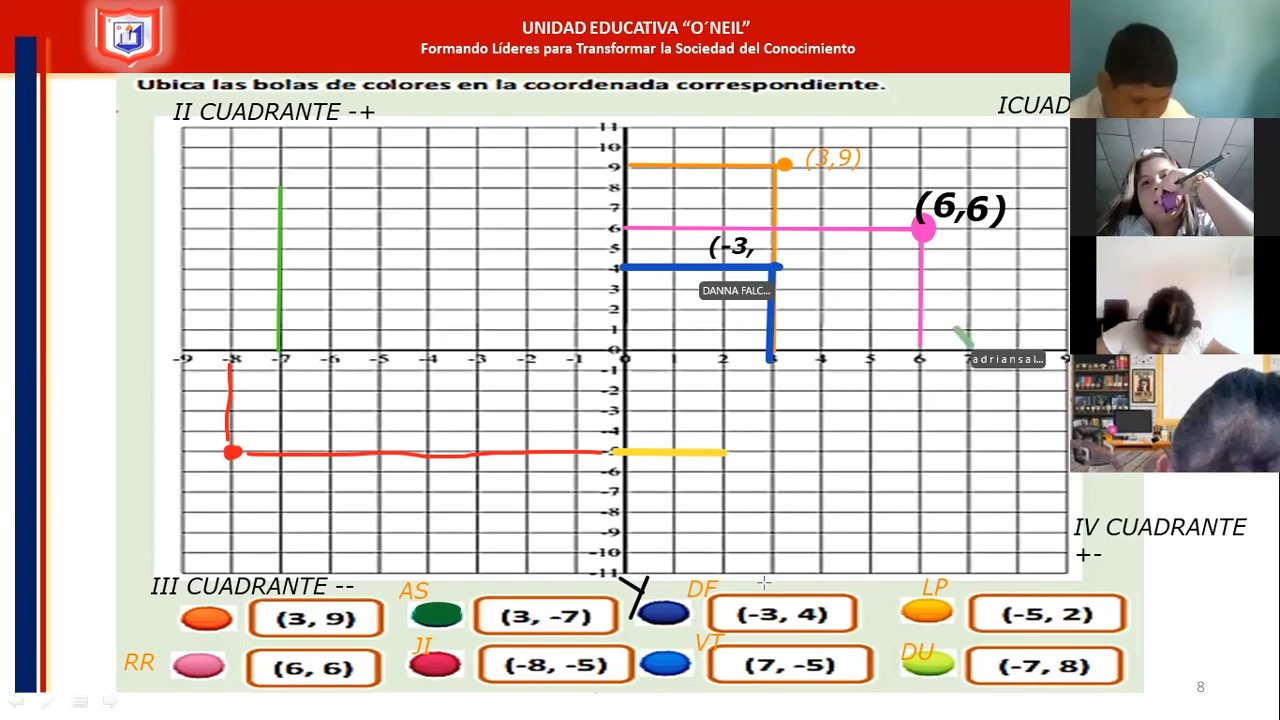 UNIDAD EDUCATIVA “O´NEIL”
Formando Líderes para Transformar la Sociedad del Conocimiento
Ubica las bolas de colores en la coordenada correspondiente.
II CUADRANTE -+
ICUAD
11
10
9
8
7
6
5
4
3
2
1
0
-9 -8 -7 -6 -5 -4 -3 -2 -1 0 1 2 3 4 5 6 7 9
-1
-2
-3
-4
-5
-6
-7
-8
-9
-10
-11
(3,9)
(6,6)
(-3,
DANNA FALC...
adriansal...
IV CUADRANTE
+-
III CUADRANTE --
AS
DF
LP
(3, 9)
(3, -7)
(-3, 4)
(-5, 2)
RR
JI
VT
DU
(6, 6)
(-8, -5)
(7, -5)
(-7, 8)
8